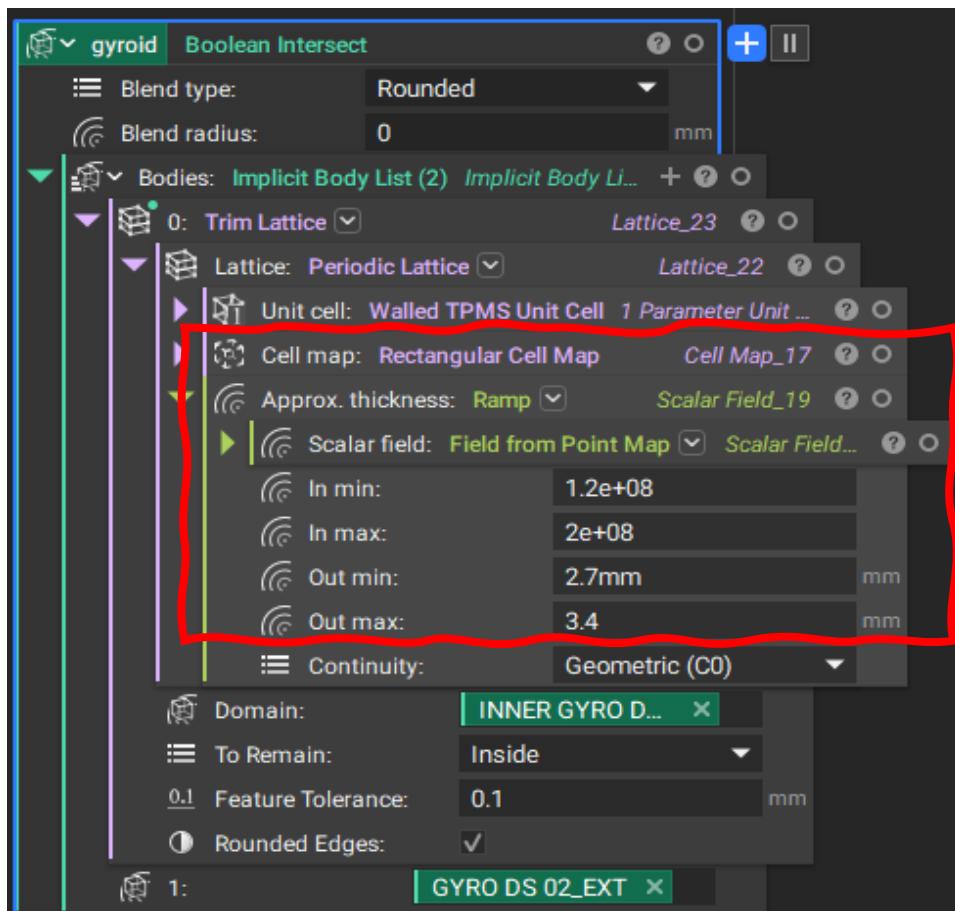 gyroid Boolean Intersect
Blend type: Rounded
Blend radius: 0 mm
Bodies: Implicit Body List (2) Implicit Body Li...
0: Trim Lattice Lattice_23
Lattice: Periodic Lattice Lattice_22
Unit cell: Walled TPMS Unit Cell 1 Parameter Unit ...
Cell map: Rectangular Cell Map Cell Map_17
Approx. thickness: Ramp Scalar Field_19
Scalar field: Field from Point Map Scalar Field...
In min: 1.2e+08
In max: 2e+08
Out min: 2.7mm mm
Out max: 3.4 mm
Continuity: Geometric (C0)
Domain: INNER GYRO D...
To Remain: Inside
0.1 Feature Tolerance: 0.1 mm
Rounded Edges:
1: GYRO DS 02_EXT